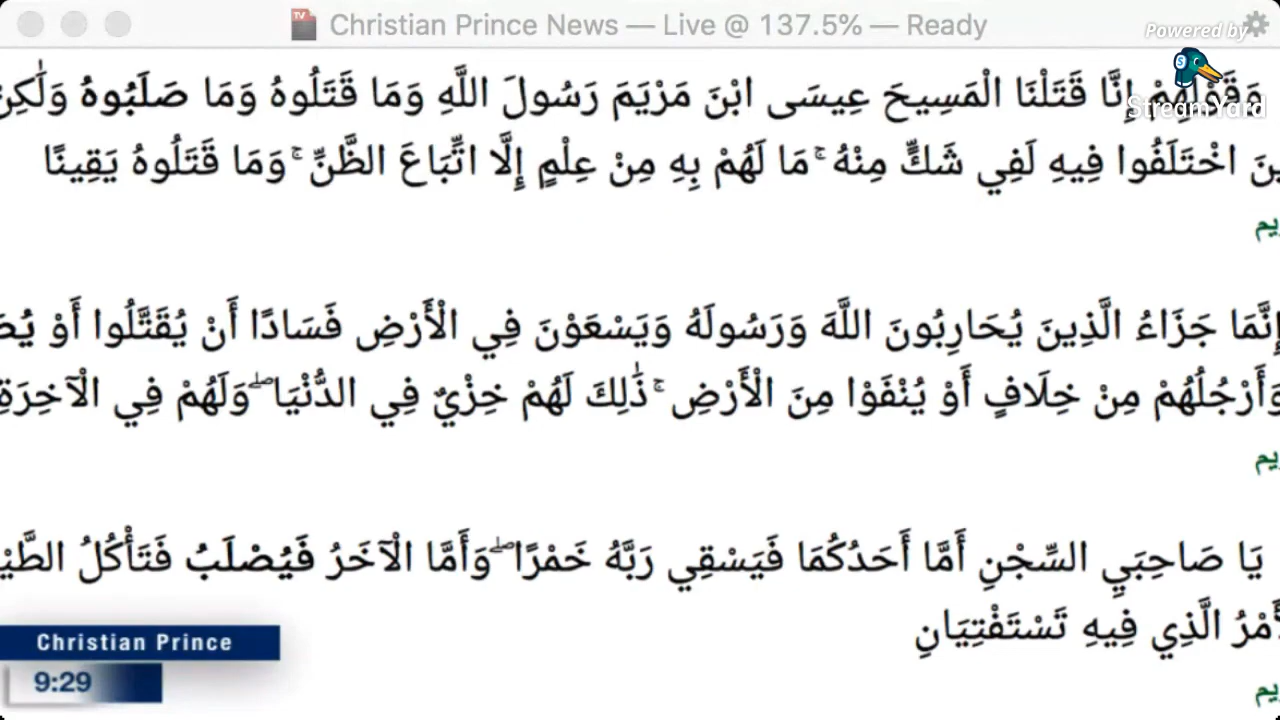 Christian Prince News — Live @ 137.5% — Ready
Powered by
StreamYard
إِنَّا قَتَلْنَا الْمَسِيحَ عِيسَى ابْنَ مَرْيَمَ رَسُولَ اللَّهِ وَمَا قَتَلُوهُ وَمَا صَلَبُوهُ وَلَٰكِن
اخْتَلَفُوا فِيهِ لَفِي شَكٍّ مِنْهُ ۚ مَا لَهُمْ بِهِ مِنْ عِلْمٍ إِلَّا اتِّبَاعَ الظَّنِّ ۚ وَمَا قَتَلُوهُ يَقِينًا
إِنَّمَا جَزَاءُ الَّذِينَ يُحَارِبُونَ اللَّهَ وَرَسُولَهُ وَيَسْعَوْنَ فِي الْأَرْضِ فَسَادًا أَنْ يُقَتَّلُوا أَوْ
وَأَرْجُلُهُمْ مِنْ خِلَافٍ أَوْ يُنْفَوْا مِنَ الْأَرْضِ ۚ ذَٰلِكَ لَهُمْ خِزْيٌ فِي الدُّنْيَا ۖ وَلَهُمْ فِي الْآخِرَةِ
يَا صَاحِبَيِ السِّجْنِ أَمَّا أَحَدُكُمَا فَيَسْقِي رَبَّهُ خَمْرًا ۖ وَأَمَّا الْآخَرُ فَيُصْلَبُ فَتَأْكُلُ
الَّذِي فِيهِ تَسْتَفْتِيَانِ
Christian Prince
9:29